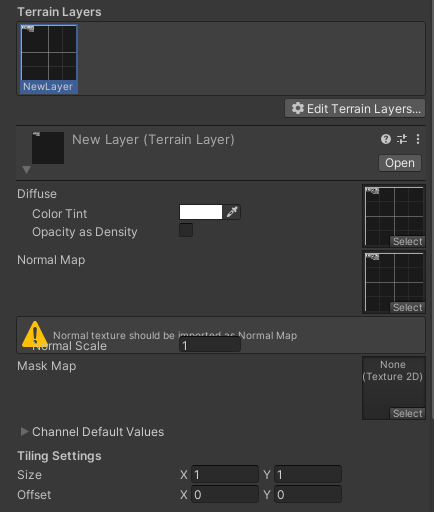 Terrain Layers
NewLayer
Edit Terrain Layers...
New Layer (Terrain Layer)
Open
Diffuse
Color Tint
Opacity as Density
Select
Normal Map
Select
Normal texture should be imported as Normal Map
Normal Scale 1
Mask Map
None
(Texture 2D)
Select
Channel Default Values
Tiling Settings
Size X 1 Y 1
Offset X 0 Y 0